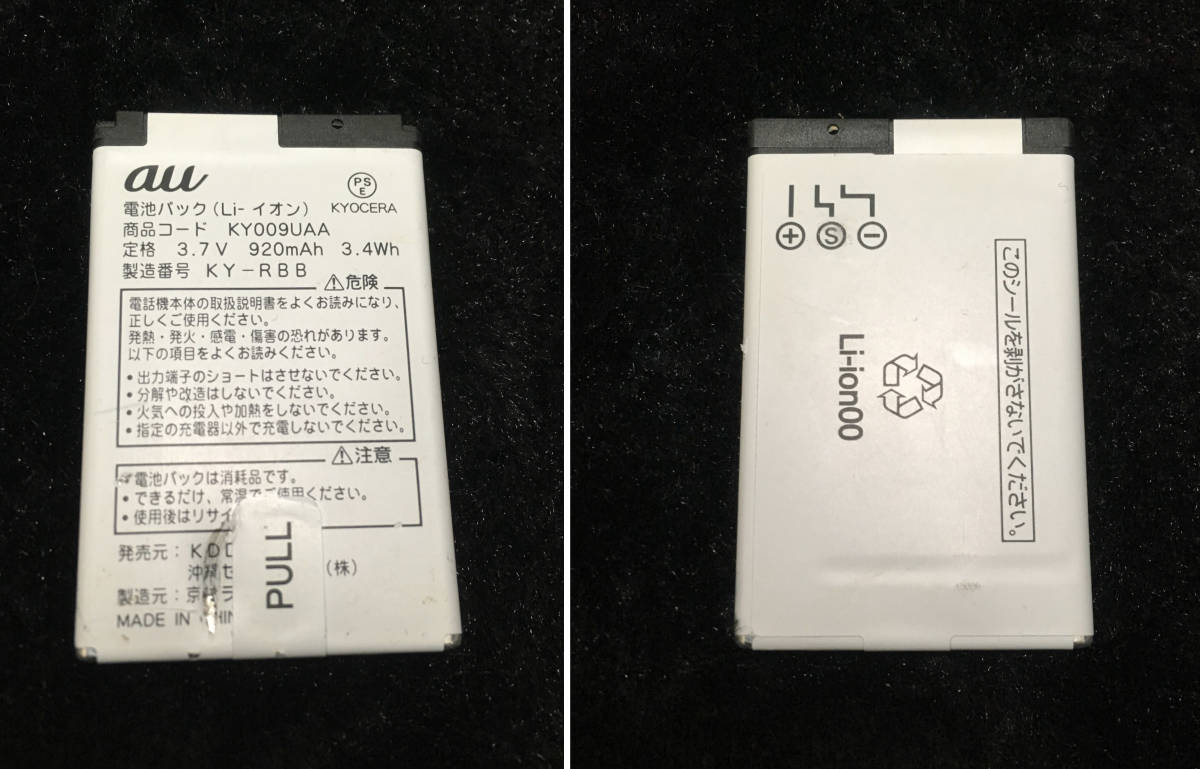 au
PSE
電池パック(Li-イオン) KYOCERA
商品コード KY009UAA
定格 3.7V 920mAh 3.4Wh
製造番号 KY-RBB
⚠危険
電話機本体の取扱説明書をよくお読みになり、
正しくご使用ください。
発熱・発火・感電・傷害の恐れがあります。
以下の項目をよくお読みください。
・出力端子のショートはさせないでください。
・分解や改造はしないでください。
・火気への投入や加熱をしないでください。
・指定の充電器以外で充電しないでください。
⚠注意
・電池パックは消耗品です。
・できるだけ、常温でご使用ください。
・使用後はリサイ
発売元:KDD
沖縄セ (株)
製造元:京セラ
MADE IN CHIN
PULL
+ S -
Li-ion00
このシールを剥がさないでください。